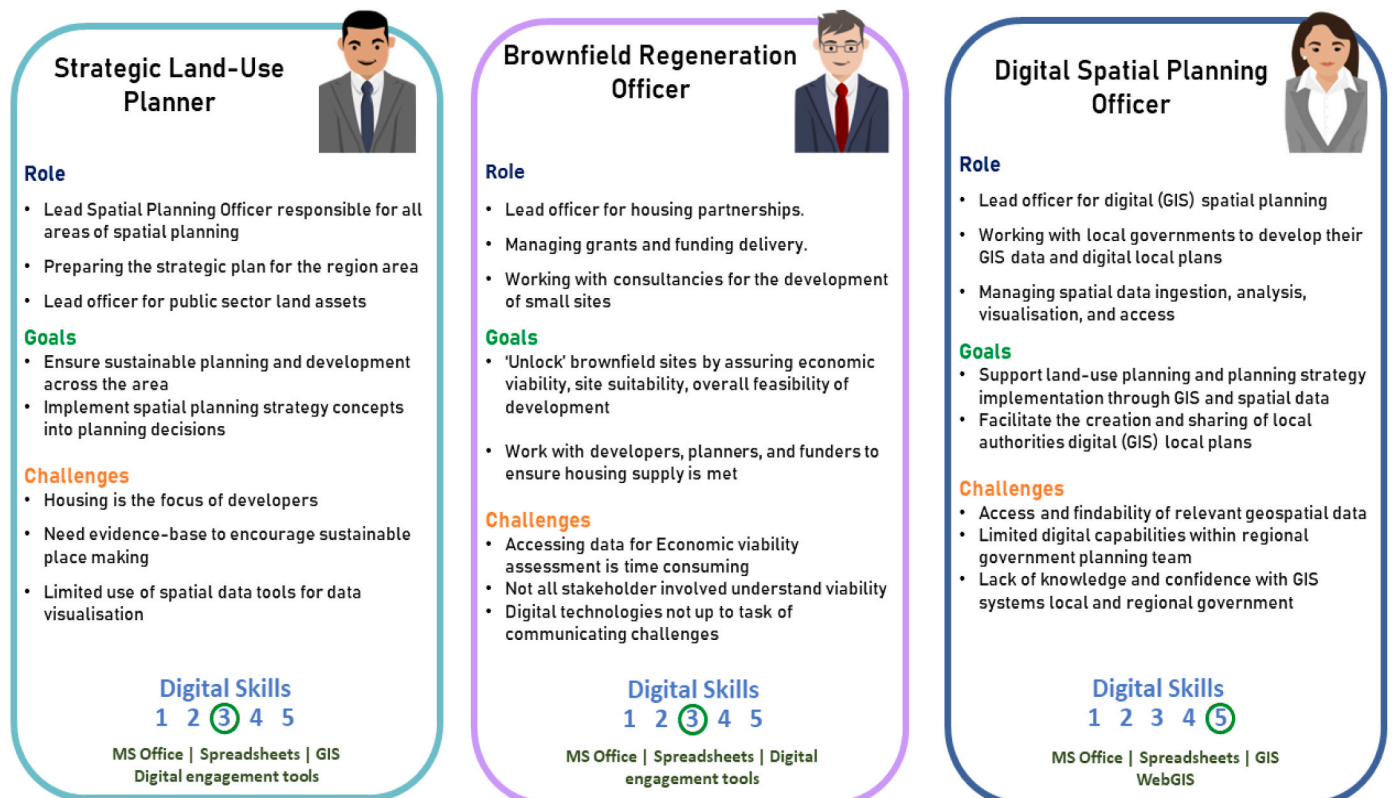 Strategic Land-Use
Planner
Role
• Lead Spatial Planning Officer responsible for all
areas of spatial planning
• Preparing the strategic plan for the region area
• Lead officer for public sector land assets
Goals
• Ensure sustainable planning and development
across the area
• Implement spatial planning strategy concepts
into planning decisions
Challenges
• Housing is the focus of developers
• Need evidence-base to encourage sustainable
place making
• Limited use of spatial data tools for data
visualisation
Digital Skills
1 2 3 4 5
MS Office | Spreadsheets | GIS
Digital engagement tools
Brownfield Regeneration
Officer
Role
• Lead officer for housing partnerships.
• Managing grants and funding delivery.
• Working with consultancies for the development
of small sites
Goals
• ‘Unlock’ brownfield sites by assuring economic
viability, site suitability, overall feasibility of
development
• Work with developers, planners, and funders to
ensure housing supply is met
Challenges
• Accessing data for Economic viability
assessment is time consuming
• Not all stakeholder involved understand viability
• Digital technologies not up to task of
communicating challenges
Digital Skills
1 2 3 4 5
MS Office | Spreadsheets | Digital
engagement tools
Digital Spatial Planning
Officer
Role
• Lead officer for digital (GIS) spatial planning
• Working with local governments to develop their
GIS data and digital local plans
• Managing spatial data ingestion, analysis,
visualisation, and access
Goals
• Support land-use planning and planning strategy
implementation through GIS and spatial data
• Facilitate the creation and sharing of local
authorities digital (GIS) local plans
Challenges
• Access and findability of relevant geospatial data
• Limited digital capabilities within regional
government planning team
• Lack of knowledge and confidence with GIS
systems local and regional government
Digital Skills
1 2 3 4 5
MS Office | Spreadsheets | GIS
WebGIS